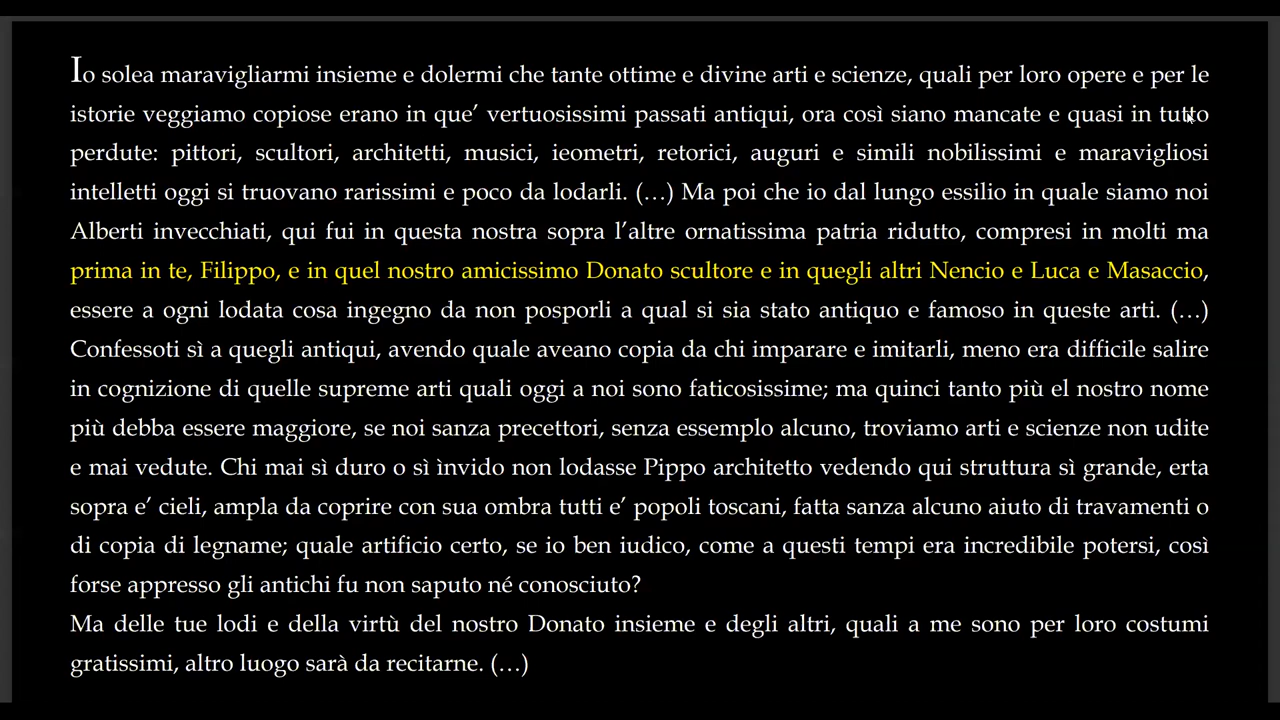 Io solea maravigliarmi insieme e dolermi che tante ottime e divine arti e scienze, quali per loro opere e per le
istorie veggiamo copiose erano in que’ vertuosissimi passati antiqui, ora così siano mancate e quasi in tutto
perdute: pittori, scultori, architetti, musici, ieometri, retorici, auguri e simili nobilissimi e maravigliosi
intelletti oggi si truovano rarissimi e poco da lodarli. (…) Ma poi che io dal lungo essilio in quale siamo noi
Alberti invecchiati, qui fui in questa nostra sopra l’altre ornatissima patria ridutto, compresi in molti ma
prima in te, Filippo, e in quel nostro amicissimo Donato scultore e in quegli altri Nencio e Luca e Masaccio,
essere a ogni lodata cosa ingegno da non posporli a qual si sia stato antiquo e famoso in queste arti. (…)
Confessoti sì a quegli antiqui, avendo quale aveano copia da chi imparare e imitarli, meno era difficile salire
in cognizione di quelle supreme arti quali oggi a noi sono faticosissime; ma quinci tanto più el nostro nome
più debba essere maggiore, se noi sanza precettori, senza essemplo alcuno, troviamo arti e scienze non udite
e mai vedute. Chi mai sì duro o sì ìnvido non lodasse Pippo architetto vedendo qui struttura sì grande, erta
sopra e’ cieli, ampla da coprire con sua ombra tutti e’ popoli toscani, fatta sanza alcuno aiuto di travamenti o
di copia di legname; quale artificio certo, se io ben iudico, come a questi tempi era incredibile potersi, così
forse appresso gli antichi fu non saputo né conosciuto?
Ma delle tue lodi e della virtù del nostro Donato insieme e degli altri, quali a me sono per loro costumi
gratissimi, altro luogo sarà da recitarne. (…)